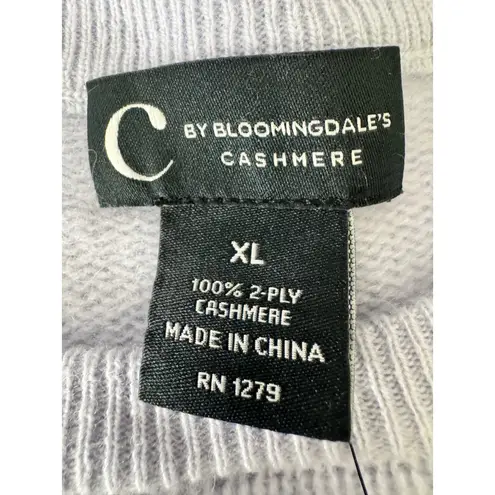 C BY BLOOMINGDALE'S
CASHMERE
XL
100% 2-PLY
CASHMERE
MADE IN CHINA
RN 1279